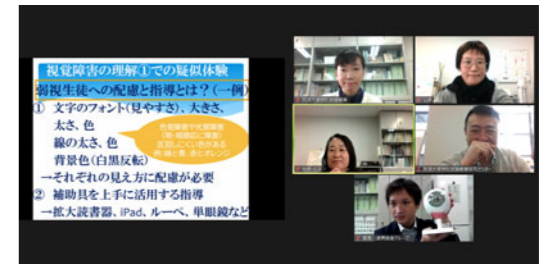 視覚障害の理解①での疑似体験
弱視生徒への配慮と指導とは？(一例)
① 文字のフォント(見やすさ)、大きさ、
太さ、色
線の太さ、色
背景色(白黒反転)
→それぞれの見え方に配慮が必要
② 補助具を上手に活用する指導
→拡大読書器、iPad、ルーペ、単眼鏡など
色覚障害や光覚障害
区別しにくい色がある